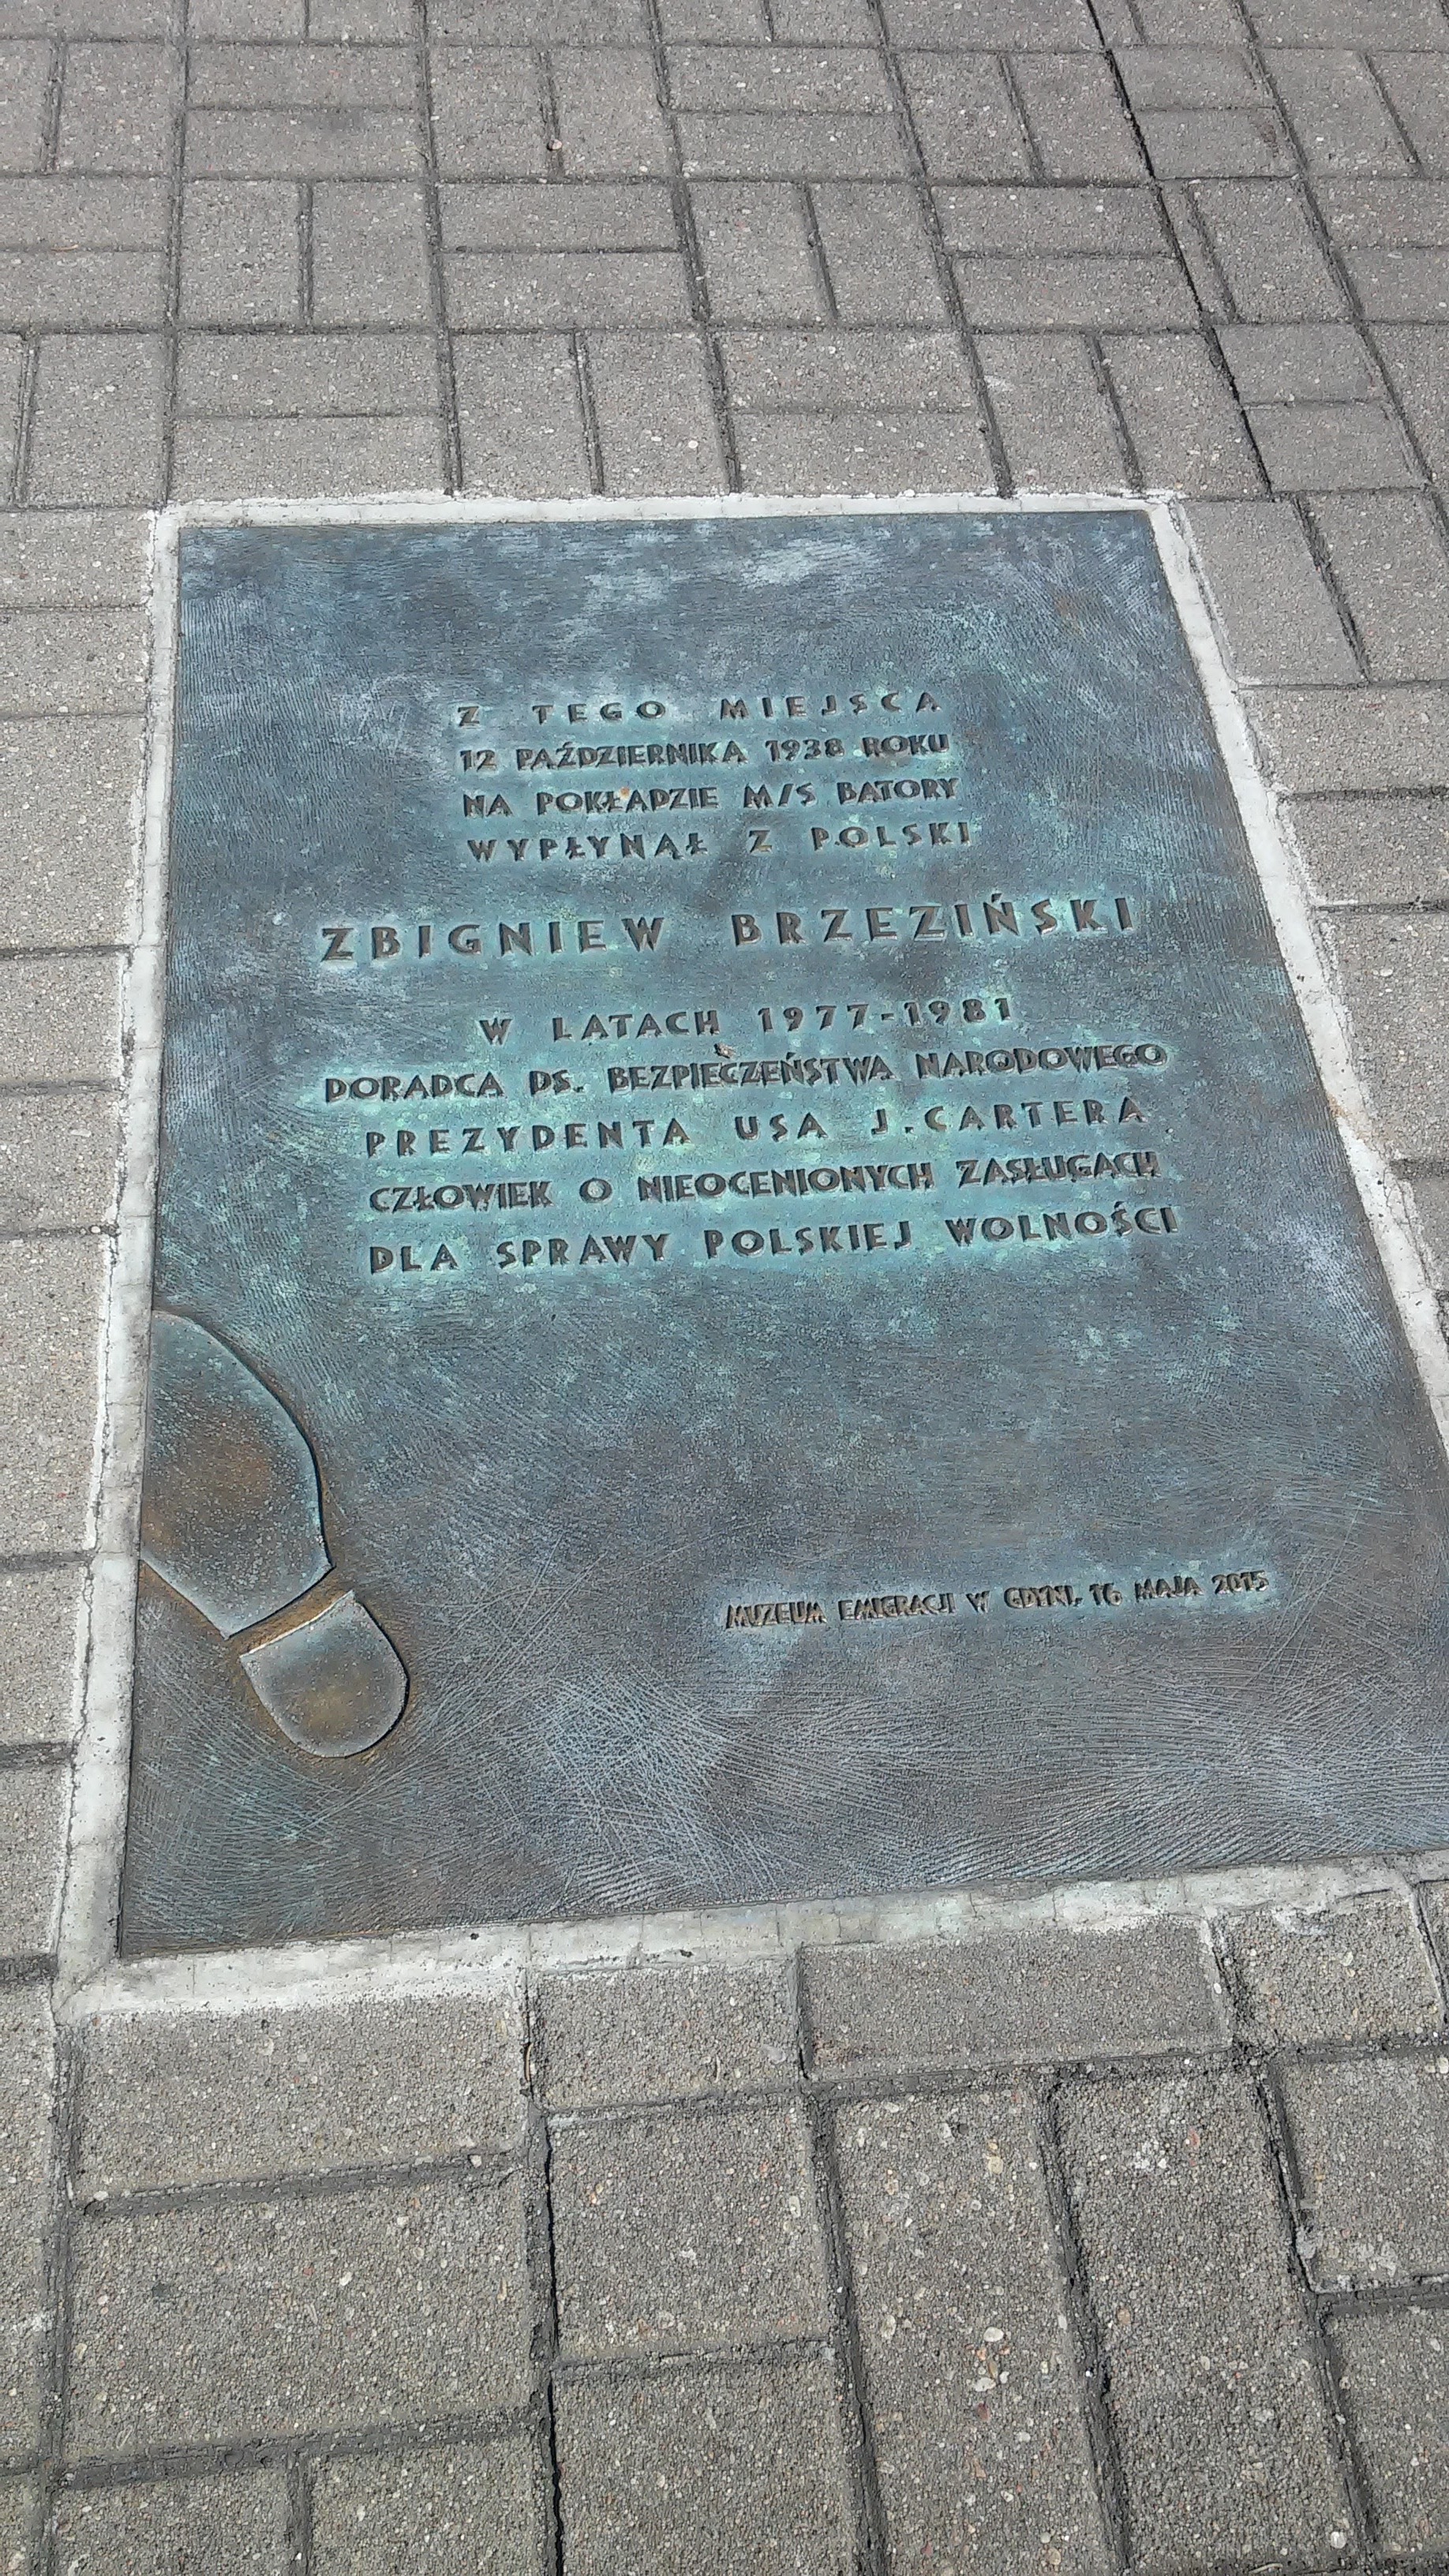 Z TEGO MIEJSCA
12 PAŹDZIERNIKA 1938 ROKU
NA POKŁADZIE M/S BATORY
WYPŁYNĄŁ Z POLSKI
ZBIGNIEW BRZEZIŃSKI
W LATACH 1977-1981
DORADCA DS. BEZPIECZEŃSTWA NARODOWEGO
PREZYDENTA USA J. CARTERA
CZŁOWIEK O NIEOCENIONYCH ZASŁUGACH
DLA SPRAWY POLSKIEJ WOLNOŚCI
MUZEUM EMIGRACJI W GDYNI, 16 MAJA 2015